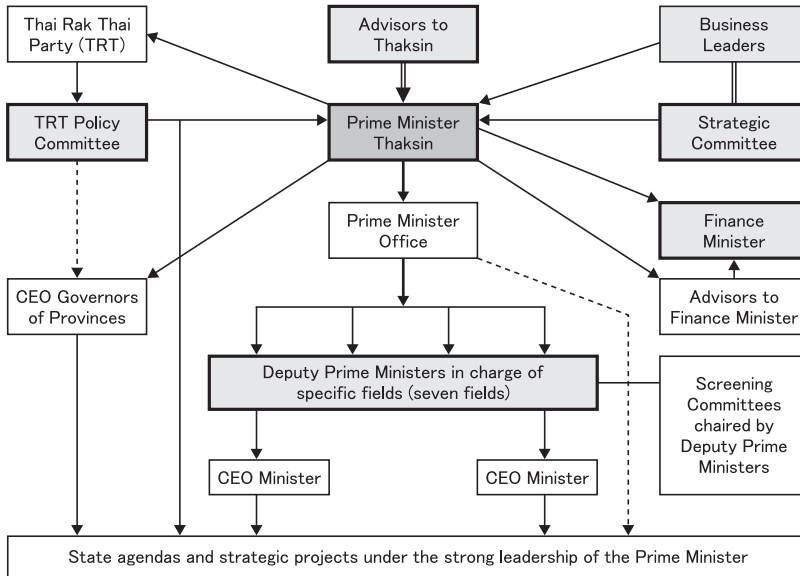 Thai Rak Thai
Party (TRT)
Advisors to
Thaksin
Business
Leaders
TRT Policy
Committee
Prime Minister
Thaksin
Strategic
Committee
Prime Minister
Office
Finance
Minister
CEO Governors
of Provinces
Advisors to
Finance Minister
Deputy Prime Ministers in charge of
specific fields (seven fields)
Screening
Committees
chaired by
Deputy Prime
Ministers
CEO Minister
CEO Minister
State agendas and strategic projects under the strong leadership of the Prime Minister